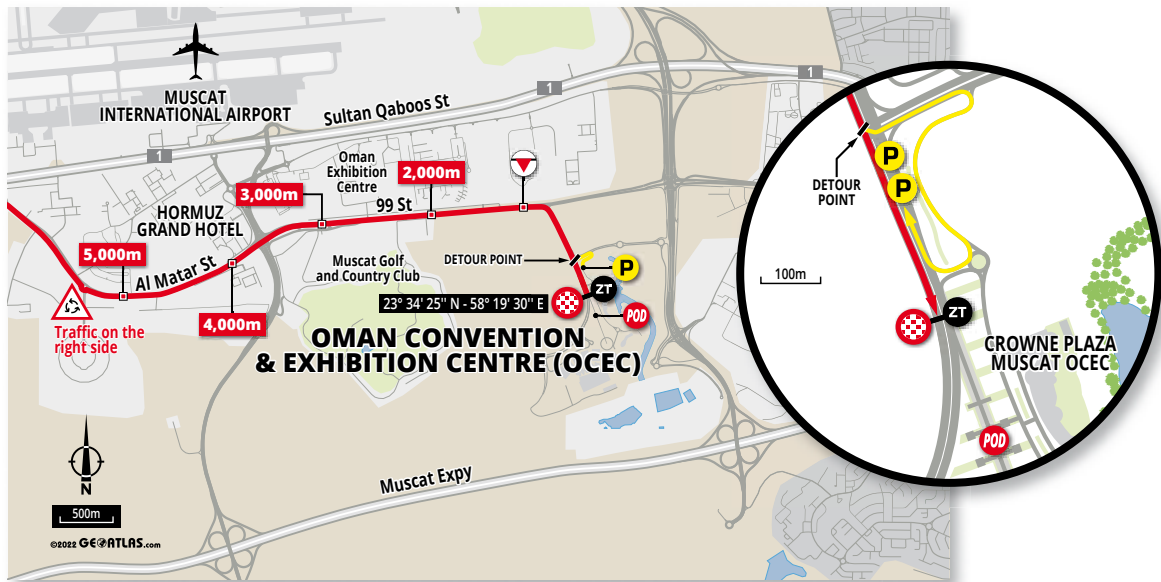 MUSCAT
INTERNATIONAL AIRPORT
Sultan Qaboos St
1
1
1
Oman
Exhibition
Centre
2,000m
3,000m
99 St
HORMUZ
GRAND HOTEL
5,000m
Al Matar St
4,000m
Muscat Golf
and Country Club
DETOUR POINT
P
ZT
23° 34' 25'' N - 58° 19' 30'' E
POD
Traffic on the
right side
OMAN CONVENTION
& EXHIBITION CENTRE (OCEC)
Muscat Expy
N
500m
©2022 GEOATLAS.com
P
P
DETOUR
POINT
100m
ZT
CROWNE PLAZA
MUSCAT OCEC
POD